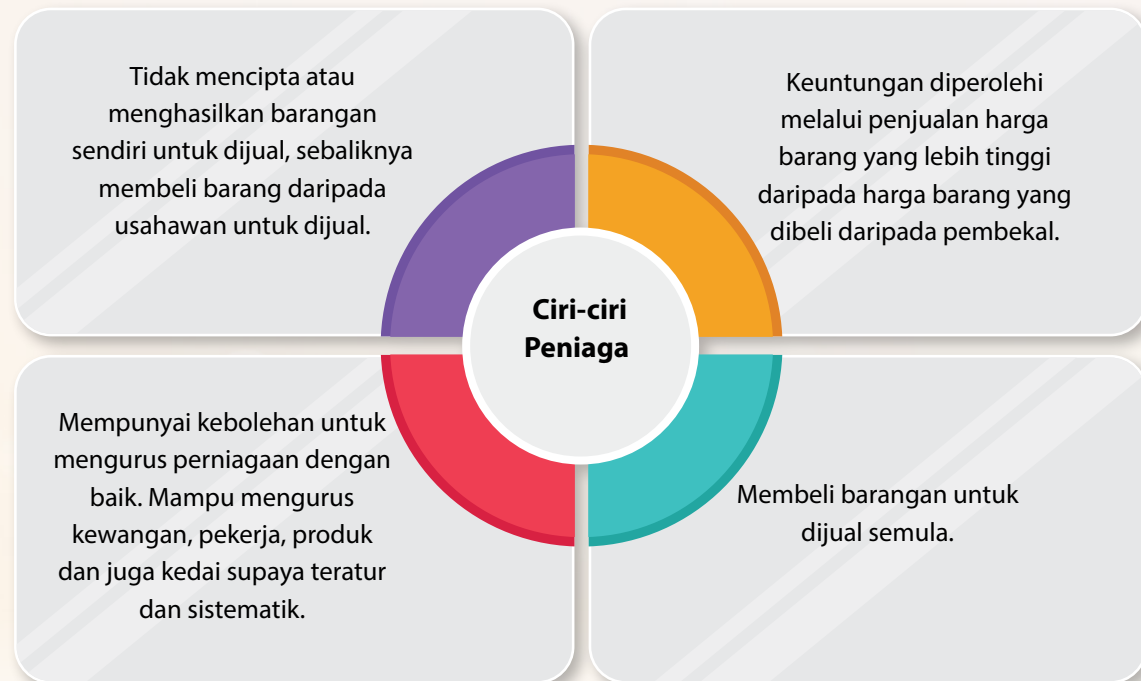 Tidak mencipta atau
menghasilkan barangan
sendiri untuk dijual, sebaliknya
membeli barang daripada
usahawan untuk dijual.
Keuntungan diperolehi
melalui penjualan harga
barang yang lebih tinggi
daripada harga barang yang
dibeli daripada pembekal.
Ciri-ciri
Peniaga
Mempunyai kebolehan untuk
mengurus perniagaan dengan
baik. Mampu mengurus
kewangan, pekerja, produk
dan juga kedai supaya teratur
dan sistematik.
Membeli barangan untuk
dijual semula.